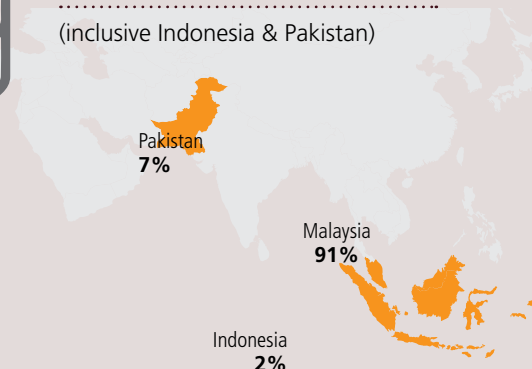 (inclusive Indonesia & Pakistan)
Pakistan
7%
Malaysia
91%
Indonesia
2%